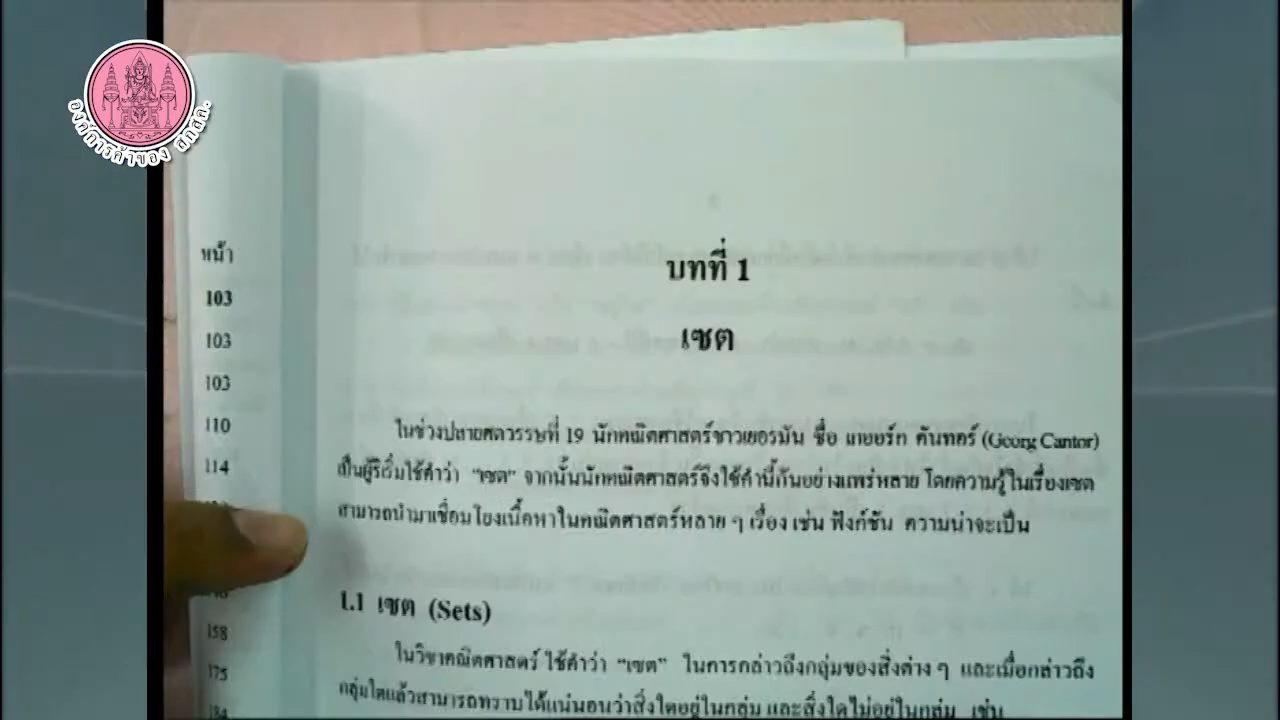 องค์การค้าของ สกสค.
หน้า
103
103
103
110
114
158
175
184
บทที่ 1
เซต
ในช่วงปลายศตวรรษที่ 19 นักคณิตศาสตร์ชาวเยอรมัน ชื่อ เกออร์ก คันทอร์ (Georg Cantor)
เป็นผู้ริเริ่มใช้คำว่า “เซต” จากนั้นนักคณิตศาสตร์จึงใช้คำนี้กันอย่างแพร่หลาย โดยความรู้ในเรื่องเซต
สามารถนำมาเชื่อมโยงเนื้อหาในคณิตศาสตร์หลาย ๆ เรื่อง เช่น ฟังก์ชัน ความน่าจะเป็น
1.1 เซต (Sets)
ในวิชาคณิตศาสตร์ ใช้คำว่า “เซต” ในการกล่าวถึงกลุ่มของสิ่งต่าง ๆ และเมื่อกล่าวถึง
กลุ่มใดแล้วสามารถทราบได้แน่นอนว่าสิ่งใดอยู่ในกลุ่ม และสิ่งใดไม่อยู่ในกลุ่ม เช่น